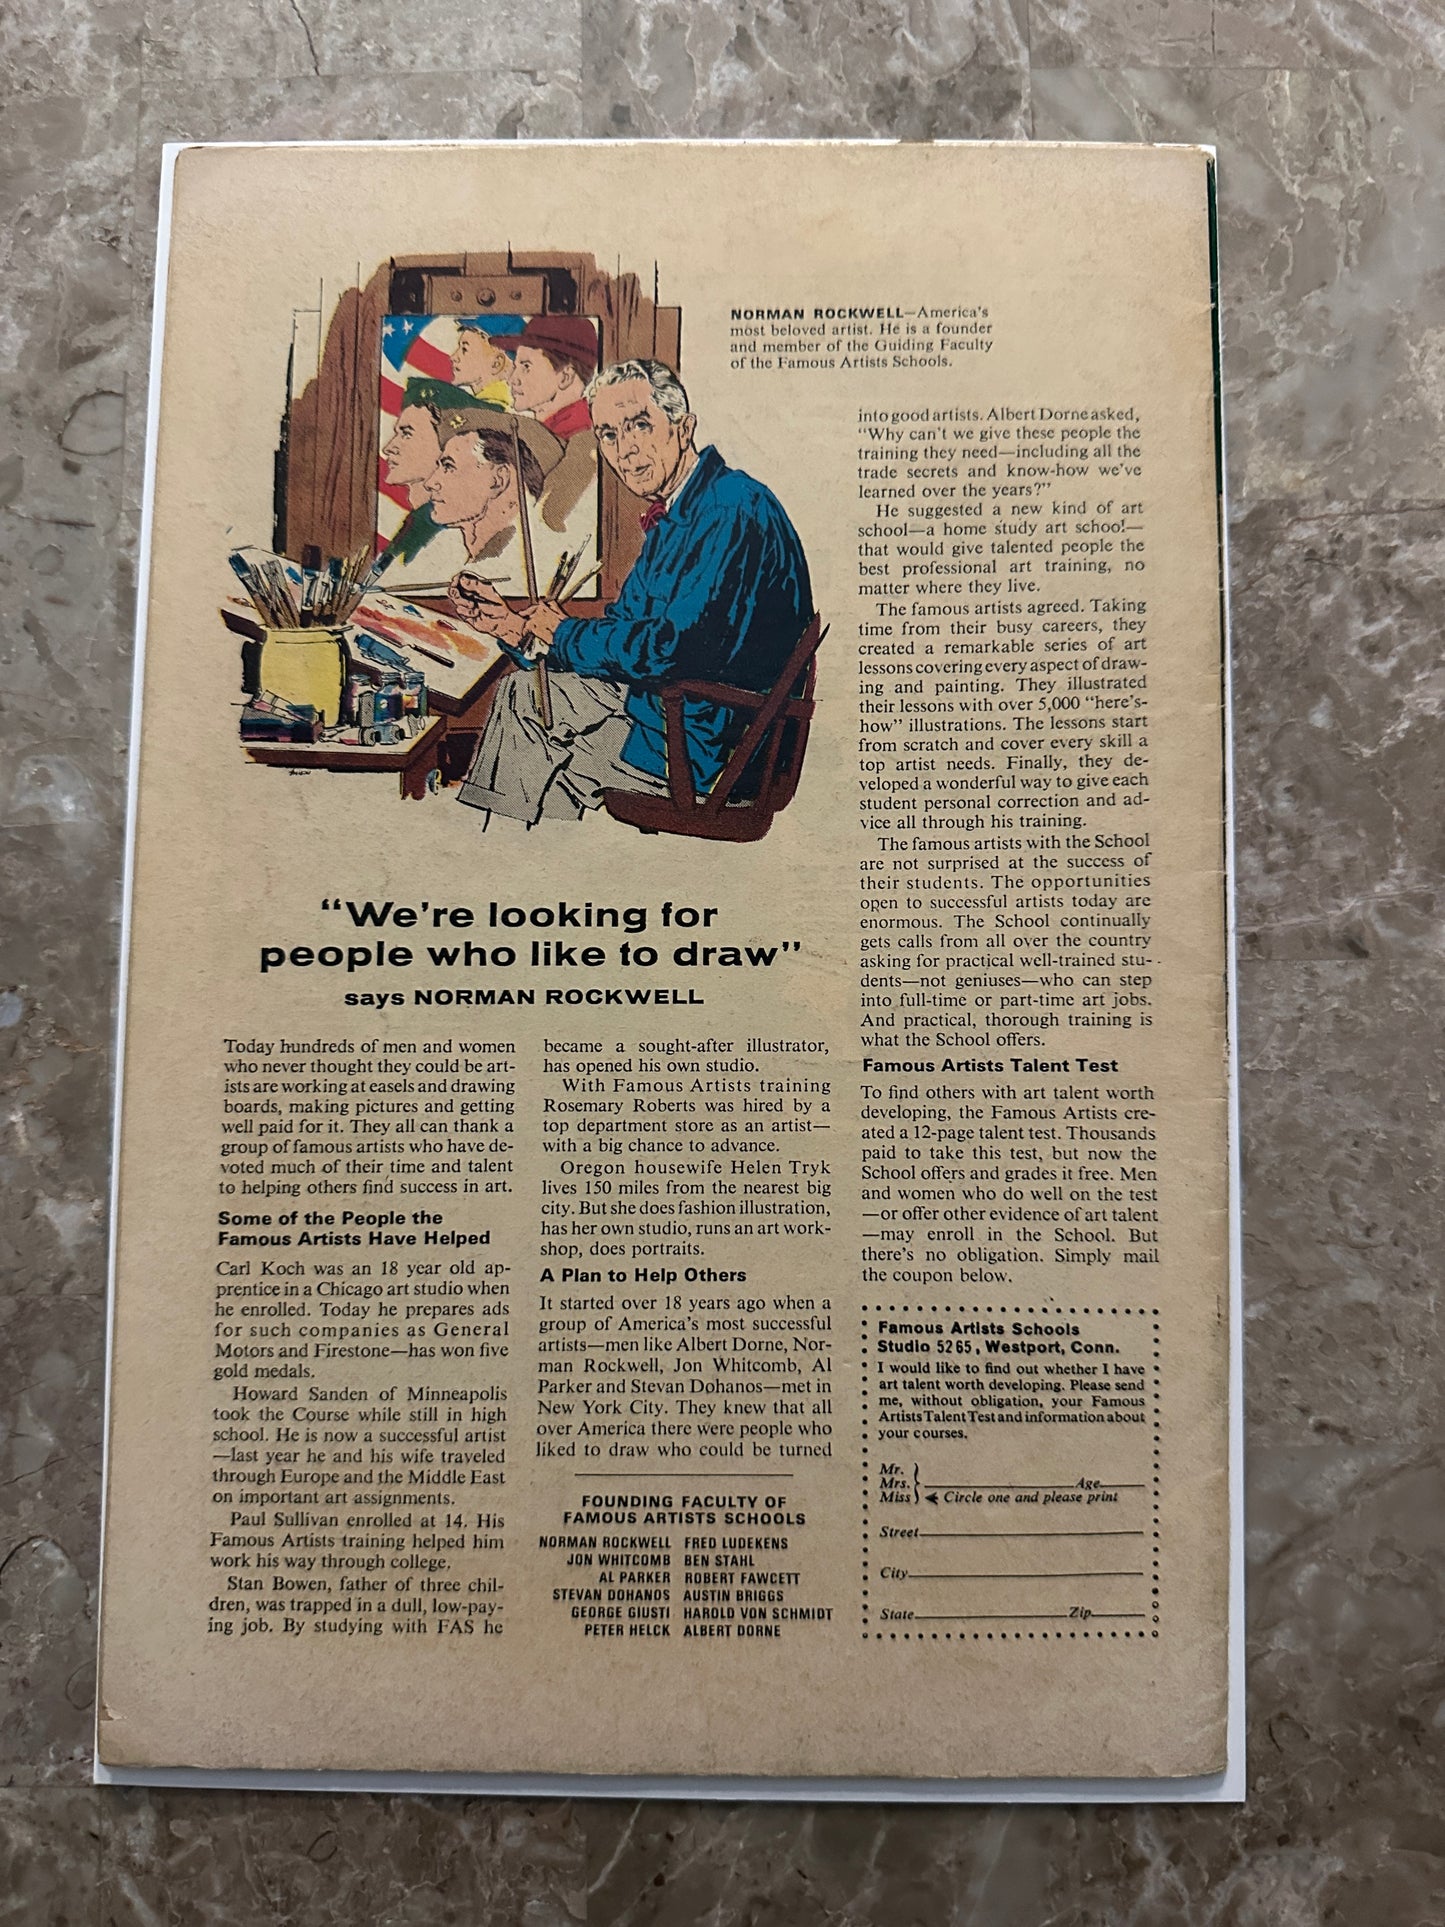 NORMAN ROCKWELL—America's
most beloved artist. He is a founder
and member of the Guiding Faculty
of the Famous Artists Schools.
"We're looking for
people who like to draw"
says NORMAN ROCKWELL
Today hundreds of men and women
who never thought they could be art-
ists are working at easels and drawing
boards, making pictures and getting
well paid for it. They all can thank a
group of famous artists who have de-
voted much of their time and talent
to helping others find success in art.
Some of the People the
Famous Artists Have Helped
Carl Koch was an 18 year old ap-
prentice in a Chicago art studio when
he enrolled. Today he prepares ads
for such companies as General
Motors and Firestone—has won five
gold medals.
Howard Sanden of Minneapolis
took the Course while still in high
school. He is now a successful artist
—last year he and his wife traveled
through Europe and the Middle East
on important art assignments.
Paul Sullivan enrolled at 14. His
Famous Artists training helped him
work his way through college.
Stan Bowen, father of three chil-
dren, was trapped in a dull, low-pay-
ing job. By studying with FAS he
became a sought-after illustrator,
has opened his own studio.
With Famous Artists training
Rosemary Roberts was hired by a
top department store as an artist—
with a big chance to advance.
Oregon housewife Helen Tryk
lives 150 miles from the nearest big
city. But she does fashion illustration,
has her own studio, runs an art work-
shop, does portraits.
A Plan to Help Others
It started over 18 years ago when a
group of America's most successful
artists—men like Albert Dorne, Nor-
man Rockwell, Jon Whitcomb, Al
Parker and Stevan Dohanos—met in
New York City. They knew that all
over America there were people who
liked to draw who could be turned
into good artists. Albert Dorne asked,
"Why can't we give these people the
training they need—including all the
trade secrets and know-how we've
learned over the years?"
He suggested a new kind of art
school—a home study art school—
that would give talented people the
best professional art training, no
matter where they live.
The famous artists agreed. Taking
time from their busy careers, they
created a remarkable series of art
lessons covering every aspect of draw-
ing and painting. They illustrated
their lessons with over 5,000 "here's-
how" illustrations. The lessons start
from scratch and cover every skill a
top artist needs. Finally, they de-
veloped a wonderful way to give each
student personal correction and ad-
vice all through his training.
The famous artists with the School
are not surprised at the success of
their students. The opportunities
open to successful artists today are
enormous. The School continually
gets calls from all over the country
asking for practical well-trained stu-
dents—not geniuses—who can step
into full-time or part-time art jobs.
And practical, thorough training is
what the School offers.
Famous Artists Talent Test
To find others with art talent worth
developing, the Famous Artists cre-
ated a 12-page talent test. Thousands
paid to take this test, but now the
School offers and grades it free. Men
and women who do well on the test
—or offer other evidence of art talent
—may enroll in the School. But
there's no obligation. Simply mail
the coupon below.
FOUNDING FACULTY OF
FAMOUS ARTISTS SCHOOLS
NORMAN ROCKWELL FRED LUDEKENS
JON WHITCOMB BEN STAHL
AL PARKER ROBERT FAWCETT
STEVAN DOHANOS AUSTIN BRIGGS
GEORGE GIUSTI HAROLD VON SCHMIDT
PETER HELCK ALBERT DORNE
Famous Artists Schools
Studio 5265, Westport, Conn.
I would like to find out whether I have
art talent worth developing. Please send
me, without obligation, your Famous
Artists Talent Test and information about
your courses.
Mr.
Mrs. Age
Miss Circle one and please print
Street
City
State Zip